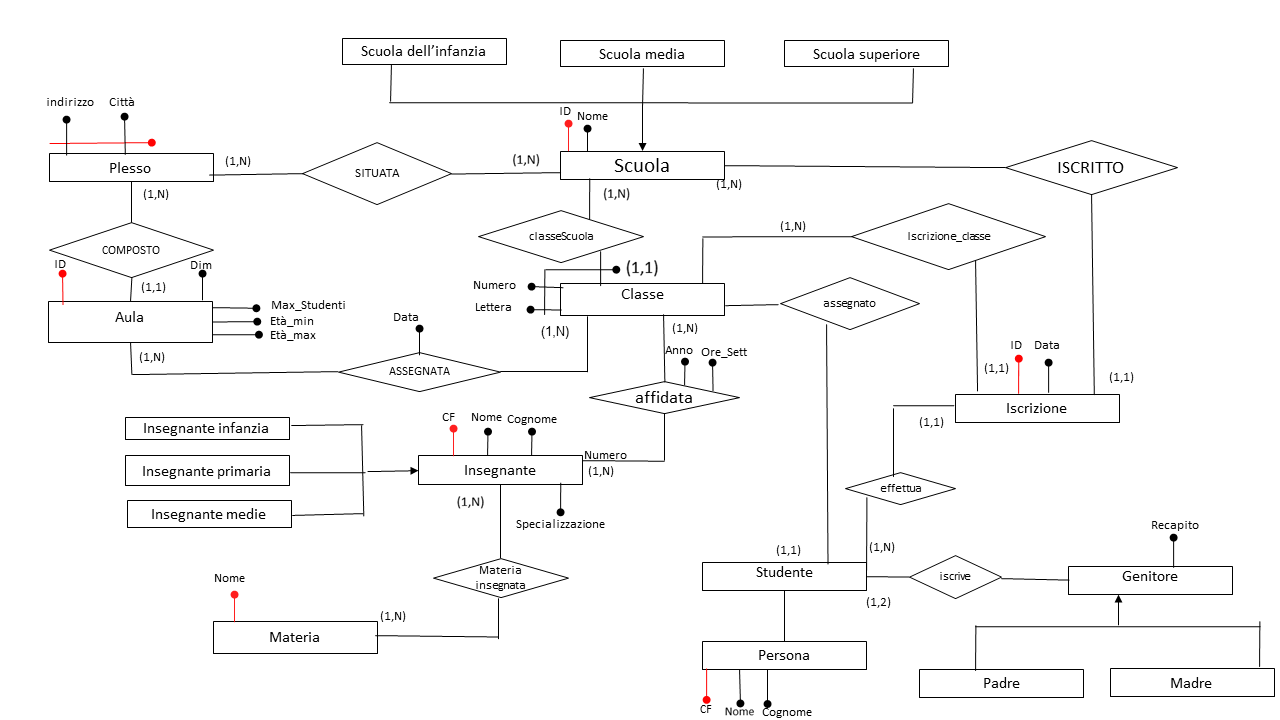 Scuola dell'infanzia
Scuola media
Scuola superiore
indirizzo
Città
ID
Nome
Plesso
(1,N)
SITUATA
(1,N)
Scuola
(1,N)
ISCRITTO
(1,N)
(1,N)
COMPOSTO
classeScuola
(1,N)
Iscrizione_classe
ID
Dim
(1,1)
(1,1)
Numero
Classe
assegnato
Lettera
Aula
Max_Studenti
Età_min
Età_max
Data
(1,N)
(1,N)
(1,N)
ASSEGNATA
Anno
Ore_Sett
ID
Data
(1,1)
(1,1)
affidata
Iscrizione
(1,1)
Insegnante infanzia
CF
Nome
Cognome
Numero
Insegnante primaria
Insegnante
(1,N)
effettua
(1,N)
Insegnante medie
Specializzazione
Recapito
(1,1)
(1,N)
Nome
Materia
insegnata
Studente
iscrive
Genitore
(1,2)
(1,N)
Materia
Persona
Padre
Madre
CF
Nome
Cognome